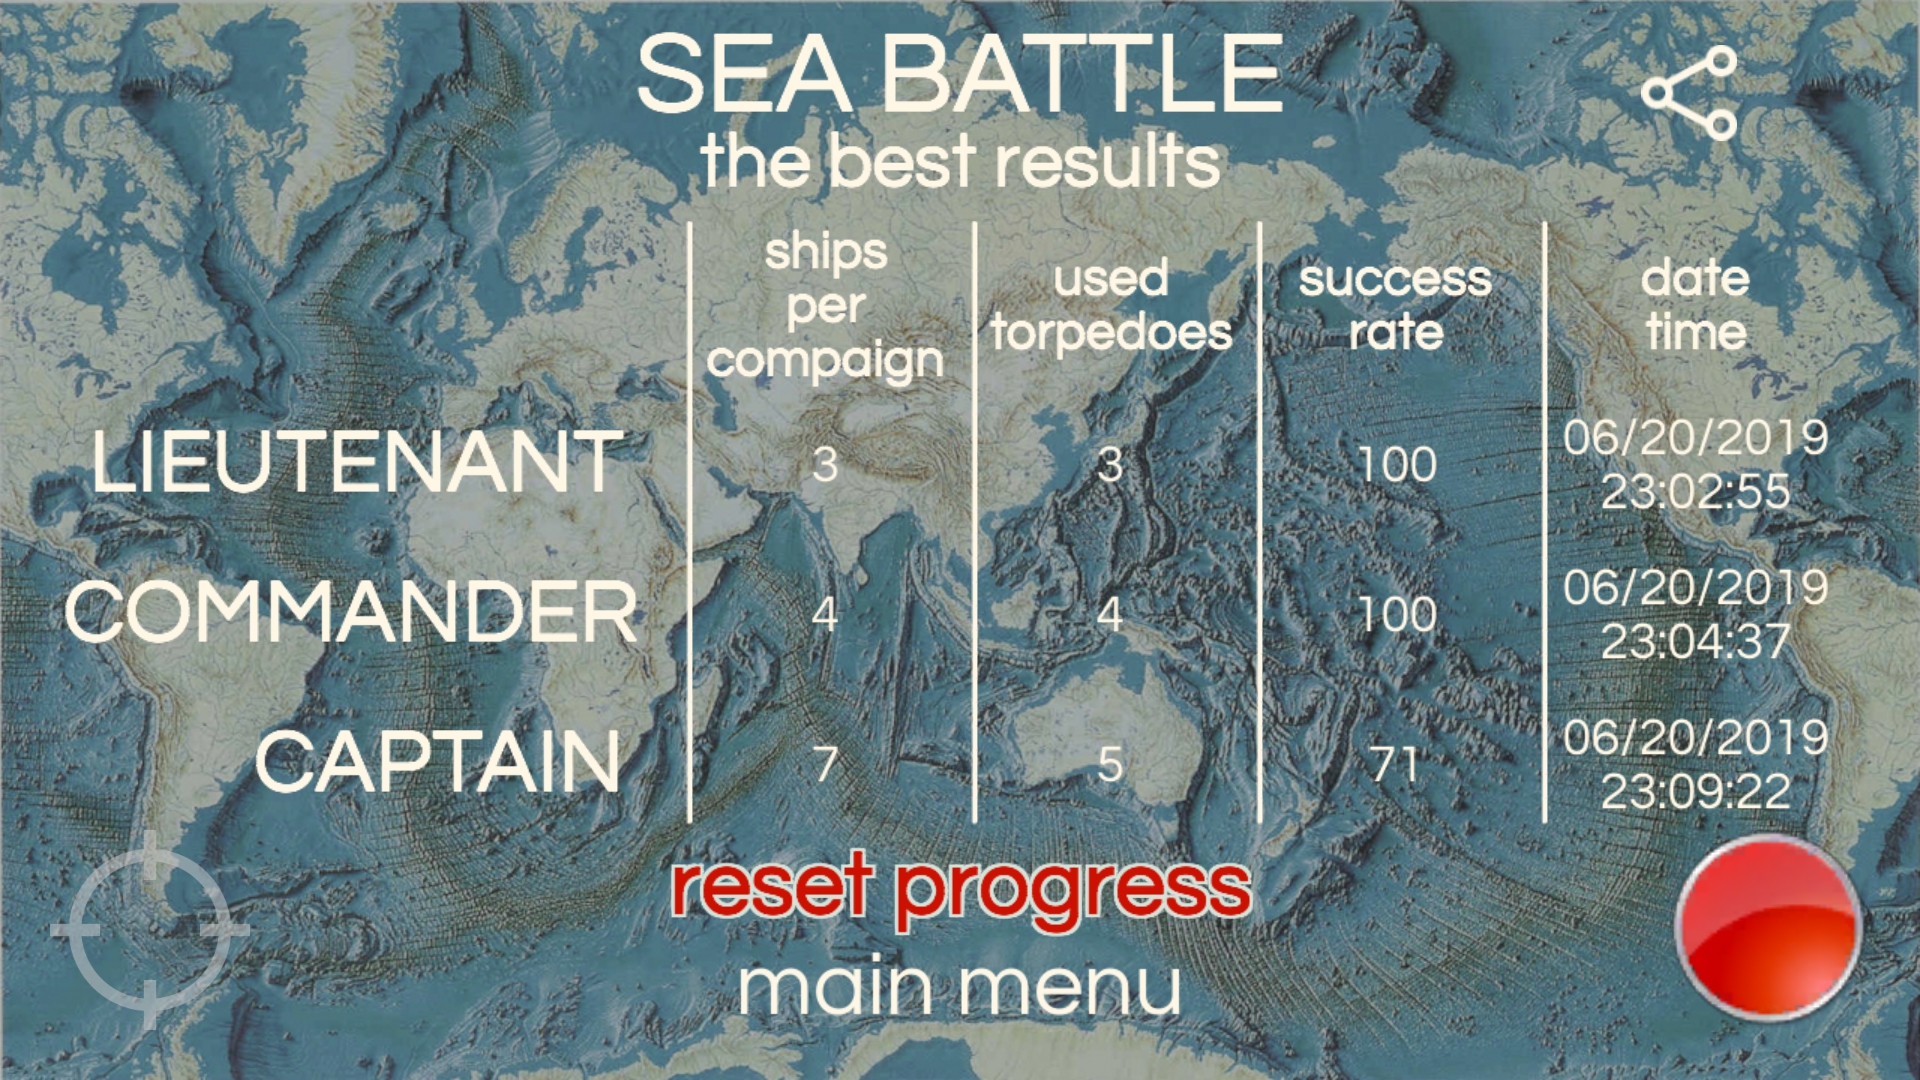 SEA BATTLE
the best results
ships
per
compaign
used
torpedoes
success
rate
date
time
LIEUTENANT 3 3 100 06/20/2019
23:02:55
COMMANDER 4 4 100 06/20/2019
23:04:37
CAPTAIN 7 5 71 06/20/2019
23:09:22
reset progress
main menu